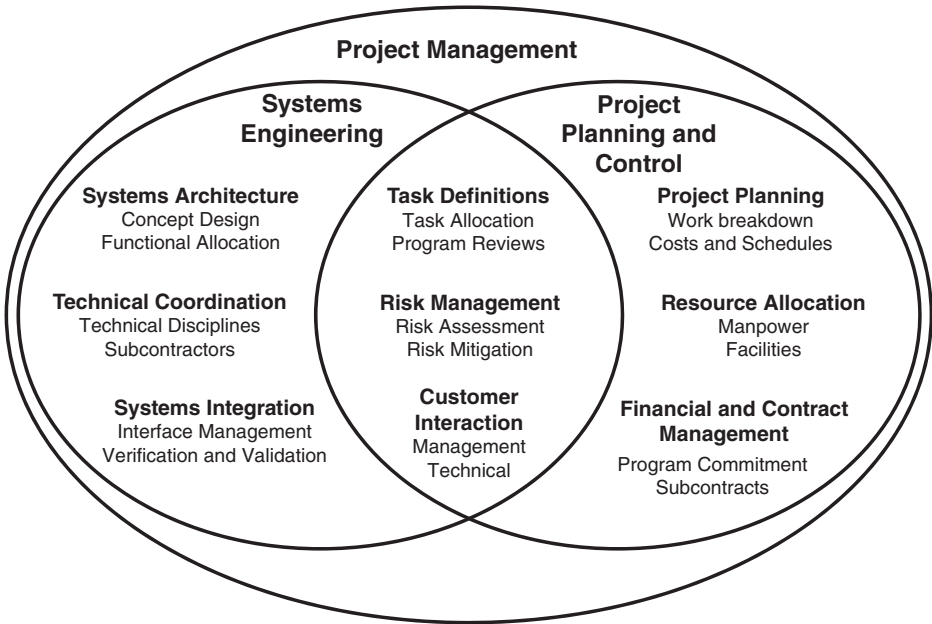 Project Management
Systems
Engineering
Project
Planning and
Control
Systems Architecture
Concept Design
Functional Allocation
Task Definitions
Task Allocation
Program Reviews
Project Planning
Work breakdown
Costs and Schedules
Technical Coordination
Technical Disciplines
Subcontractors
Risk Management
Risk Assessment
Risk Mitigation
Resource Allocation
Manpower
Facilities
Systems Integration
Interface Management
Verification and Validation
Customer
Interaction
Management
Technical
Financial and Contract
Management
Program Commitment
Subcontracts